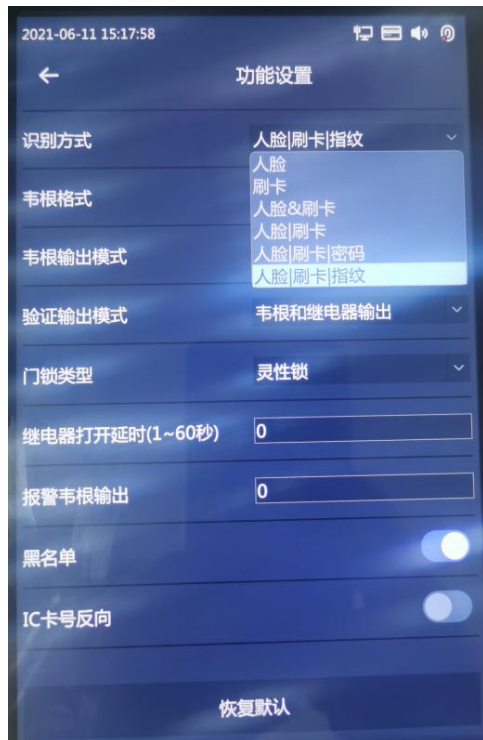 2021-06-11 15:17:58
功能设置
识别方式
人脸|刷卡|指纹
人脸
刷卡
人脸&刷卡
人脸|刷卡
人脸|刷卡|密码
人脸|刷卡|指纹
韦根格式
韦根输出模式
验证输出模式
韦根和继电器输出
门锁类型
灵性锁
继电器打开延时(1~60秒)
0
报警韦根输出
0
黑名单
IC卡号反向
恢复默认